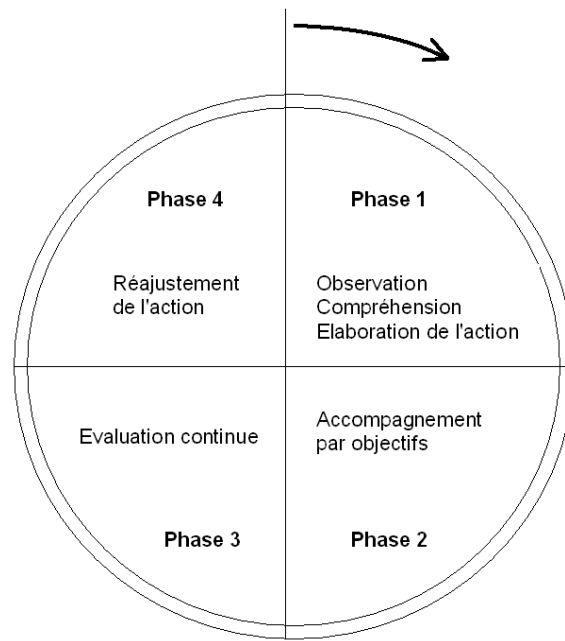 Phase 4
Réajustement
de l'action
Phase 1
Observation
Compréhension
Elaboration de l'action
Accompagnement
par objectifs
Phase 2
Evaluation continue
Phase 3